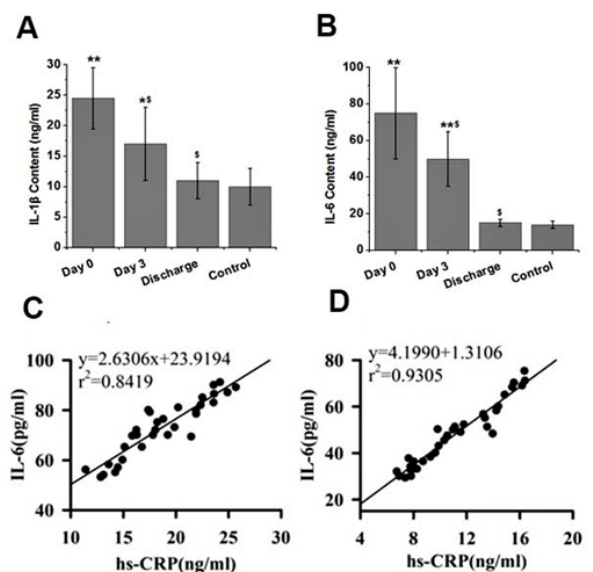 A
B
IL-1β Content (ng/ml)
30
25
20
15
10
5
0
**
*$
$
Day 0
Day 3
Discharge
Control
IL-6 Content (ng/ml)
100
80
60
40
20
0
**
**$
$
Day 0
Day 3
Discharge
Control
C
D
y=2.6306x+23.9194
r²=0.8419
IL-6(pg/ml)
100
80
60
40
10
15
20
25
30
hs-CRP(ng/ml)
y=4.1990+1.3106
r²=0.9305
IL-6(pg/ml)
80
60
40
20
4
8
12
16
20
hs-CRP(ng/ml)